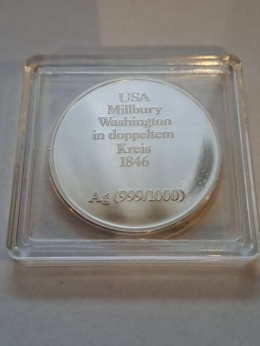 USA
Millbury
Washington
in doppeltem
Kreis
1846
Ag (999/1000)